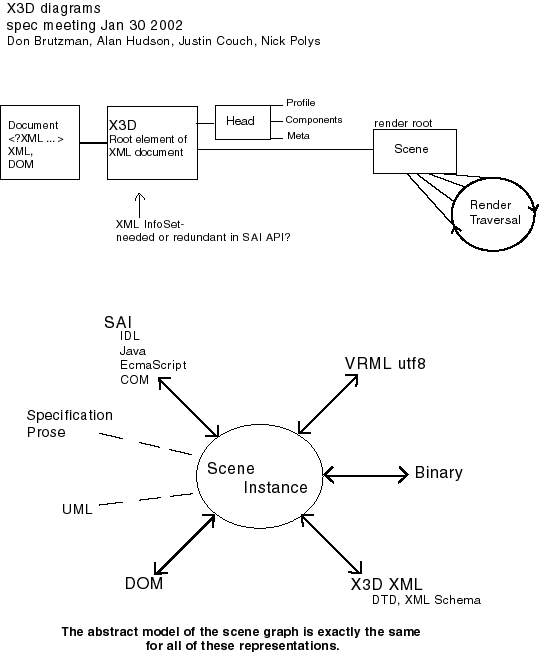 X3D diagrams
spec meeting Jan 30 2002
Don Brutzman, Alan Hudson, Justin Couch, Nick Polys
Document
<?XML ... >
XML,
DOM
X3D
Root element of
XML document
Head
Profile
Components
Meta
render root
Scene
Render
Traversal
XML InfoSet-
needed or redundant in SAI API?
SAI
IDL
Java
EcmaScript
COM
VRML utf8
Specification
Prose
Scene
Instance
Binary
UML
DOM
X3D XML
DTD, XML Schema
The abstract model of the scene graph is exactly the same
for all of these representations.